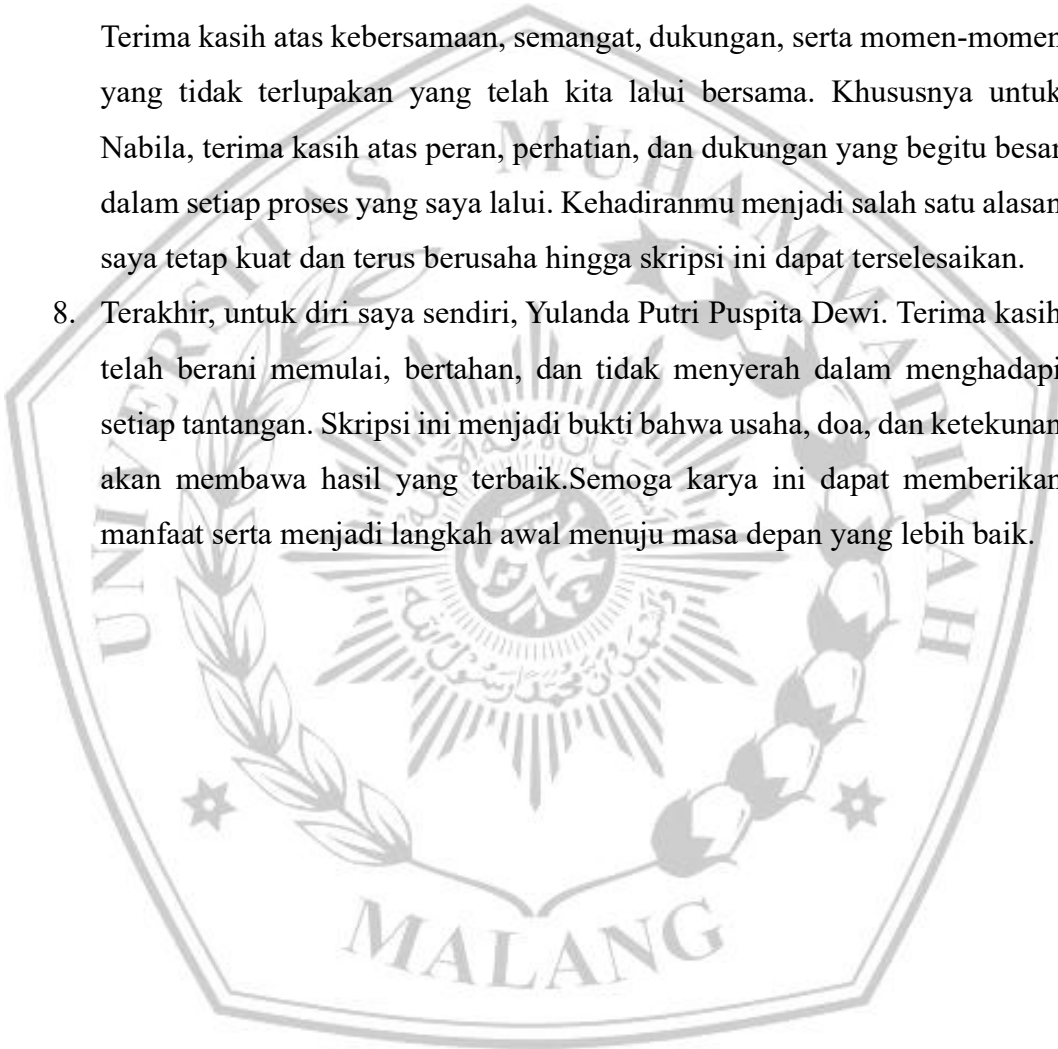 Terima kasih atas kebersamaan, semangat, dukungan, serta momen-momen
yang tidak terlupakan yang telah kita lalui bersama. Khususnya untuk
Nabila, terima kasih atas peran, perhatian, dan dukungan yang begitu besar
dalam setiap proses yang saya lalui. Kehadiranmu menjadi salah satu alasan
saya tetap kuat dan terus berusaha hingga skripsi ini dapat terselesaikan.
8. Terakhir, untuk diri saya sendiri, Yulanda Putri Puspita Dewi. Terima kasih
telah berani memulai, bertahan, dan tidak menyerah dalam menghadapi
setiap tantangan. Skripsi ini menjadi bukti bahwa usaha, doa, dan ketekunan
akan membawa hasil yang terbaik.Semoga karya ini dapat memberikan
manfaat serta menjadi langkah awal menuju masa depan yang lebih baik.
UNIVERSITAS MUHAMMADIYAH
MALANG